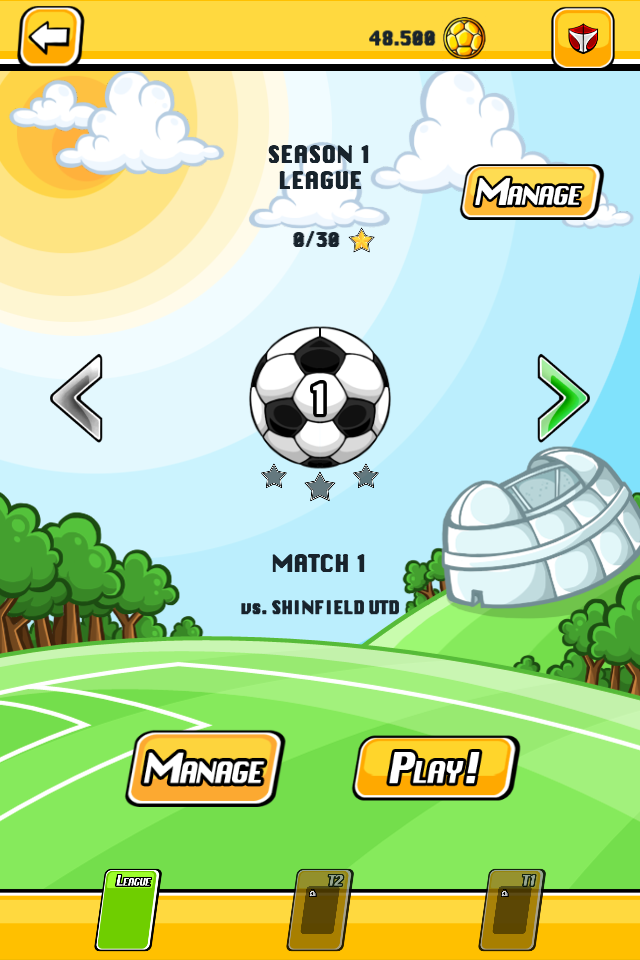 48.500
SEASON 1
LEAGUE
MANAGE
0/30
1
MATCH 1
vs. SHINFIELD UTD
MANAGE
PLAY!
LEAGUE
T2
T1